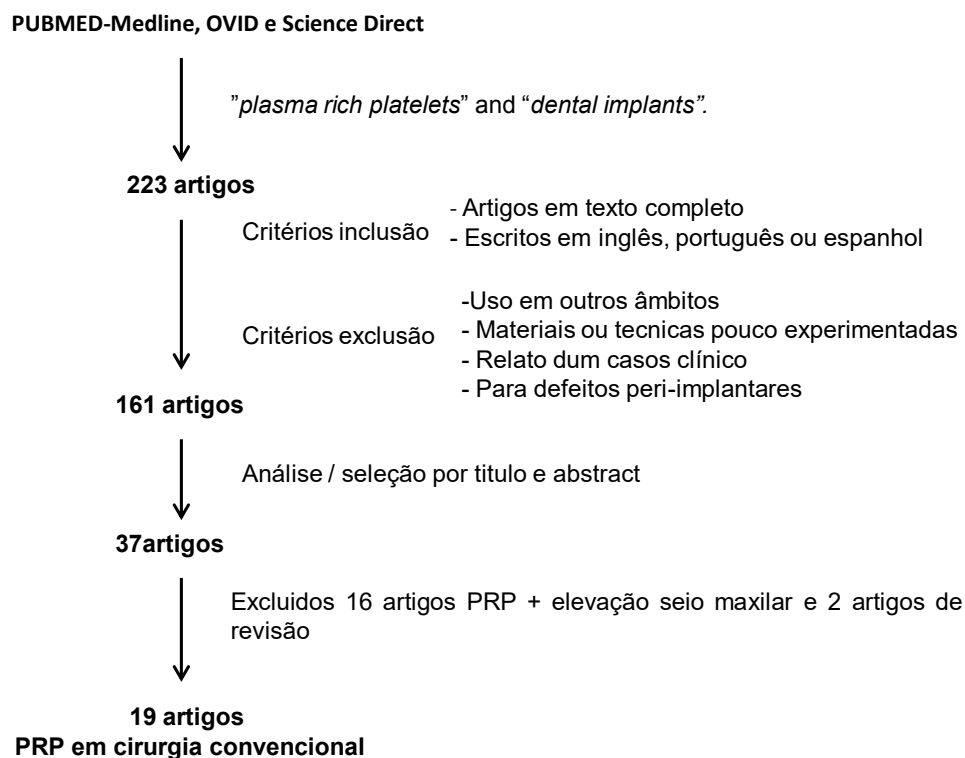 PUBMED-Medline, OVID e Science Direct
”plasma rich platelets” and “dental implants”.
223 artigos
Critérios inclusão
- Artigos em texto completo
- Escritos em inglês, português ou espanhol
Critérios exclusão
-Uso em outros âmbitos
- Materiais ou tecnicas pouco experimentadas
- Relato dum casos clínico
- Para defeitos peri-implantares
161 artigos
Análise / seleção por titulo e abstract
37artigos
Excluidos 16 artigos PRP + elevação seio maxilar e 2 artigos de
revisão
19 artigos
PRP em cirurgia convencional